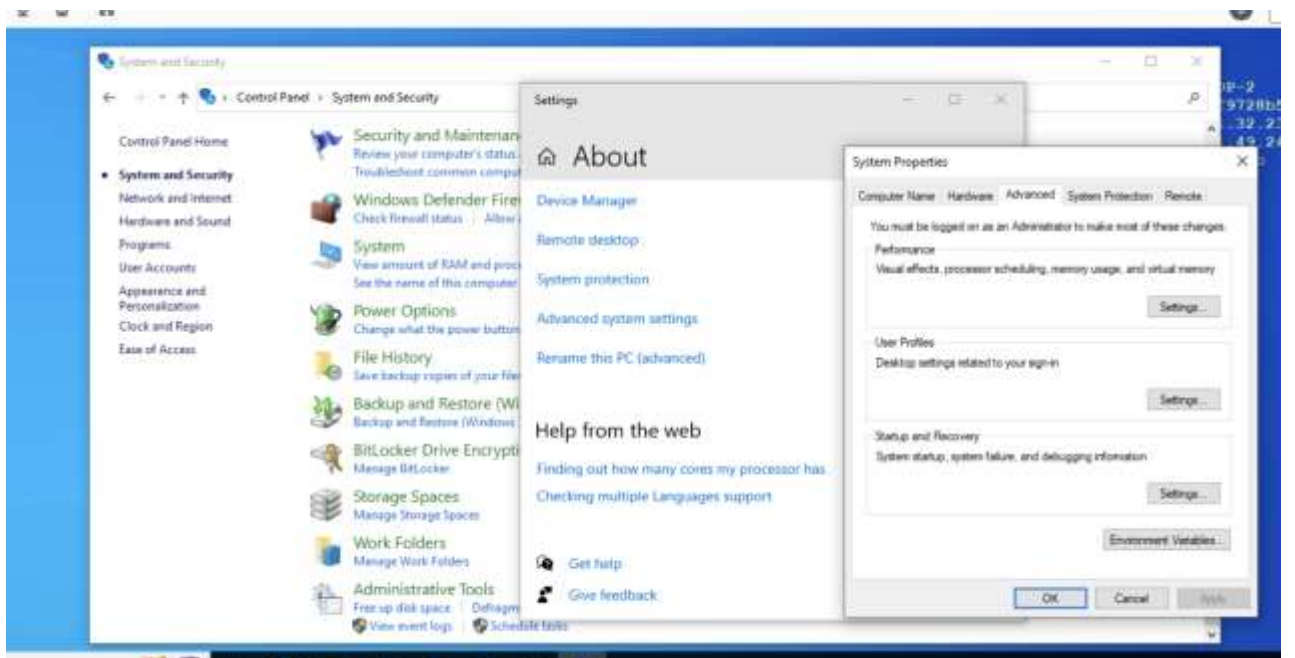 System and Security
Control Panel › System and Security
Control Panel Home
System and Security
Network and Internet
Hardware and Sound
Programs
User Accounts
Appearance and
Personalization
Clock and Region
Ease of Access
Security and Maintenan
Review your computer's status
Troubleshoot common comput
Windows Defender Fire
Check firewall status
Allow
System
View amount of RAM and proc
See the name of this computer
Power Options
Change what the power button
File History
Save backup copies of your file
Backup and Restore (Wi
Backup and Restore (Windows
BitLocker Drive Encrypti
Manage BitLocker
Storage Spaces
Manage Storage Spaces
Work Folders
Manage Work Folders
Administrative Tools
Free up disk space
Defragm
View event logs
Schedule tasks
Settings
About
Device Manager
Remote desktop
System protection
Advanced system settings
Rename this PC (advanced)
Help from the web
Finding out how many cores my processor has
Checking multiple Languages support
Get help
Give feedback
System Properties
Computer Name Hardware Advanced System Protection Remote
You must be logged on as an Administrator to make most of these changes.
Performance
Visual effects, processor scheduling, memory usage, and virtual memory
Settings...
User Profiles
Desktop settings related to your sign-in
Settings...
Startup and Recovery
System startup, system failure, and debugging information
Settings...
Environment Variables...
OK Cancel Apply